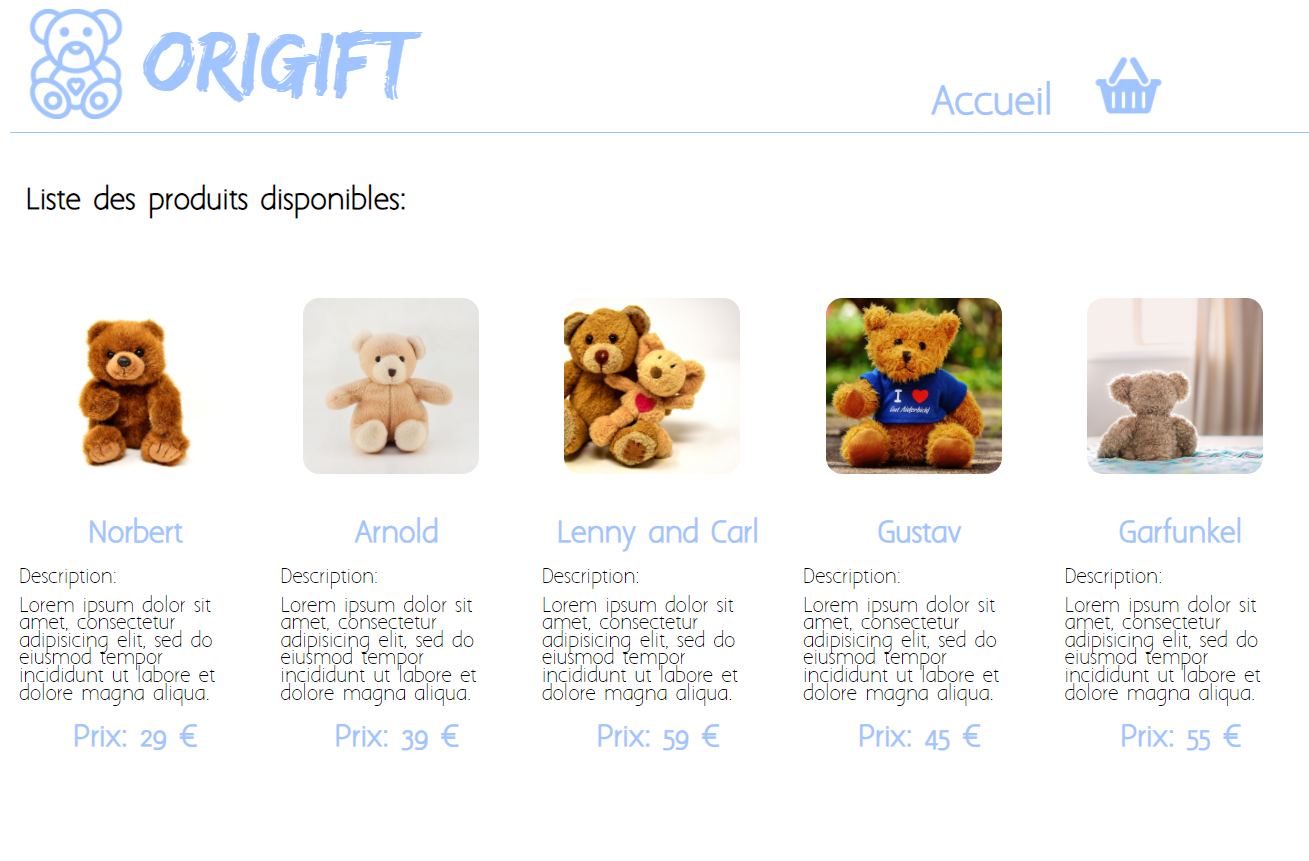 ORIGIFT
Accueil
Liste des produits disponibles:
I
Norbert
Arnold
Lenny and Carl
Gustav
Garfunkel
Description:
Description:
Description:
Description:
Description:
Lorem ipsum dolor sit
amet, consectetur
adipisicing elit, sed do
eiusmod tempor
incididunt ut labore et
dolore magna aliqua.
Lorem ipsum dolor sit
amet, consectetur
adipisicing elit, sed do
eiusmod tempor
incididunt ut labore et
dolore magna aliqua.
Lorem ipsum dolor sit
amet, consectetur
adipisicing elit, sed do
eiusmod tempor
incididunt ut labore et
dolore magna aliqua.
Lorem ipsum dolor sit
amet, consectetur
adipisicing elit, sed do
eiusmod tempor
incididunt ut labore et
dolore magna aliqua.
Lorem ipsum dolor sit
amet, consectetur
adipisicing elit, sed do
eiusmod tempor
incididunt ut labore et
dolore magna aliqua.
Prix: 29 €
Prix: 39 €
Prix: 59 €
Prix: 45 €
Prix: 55 €